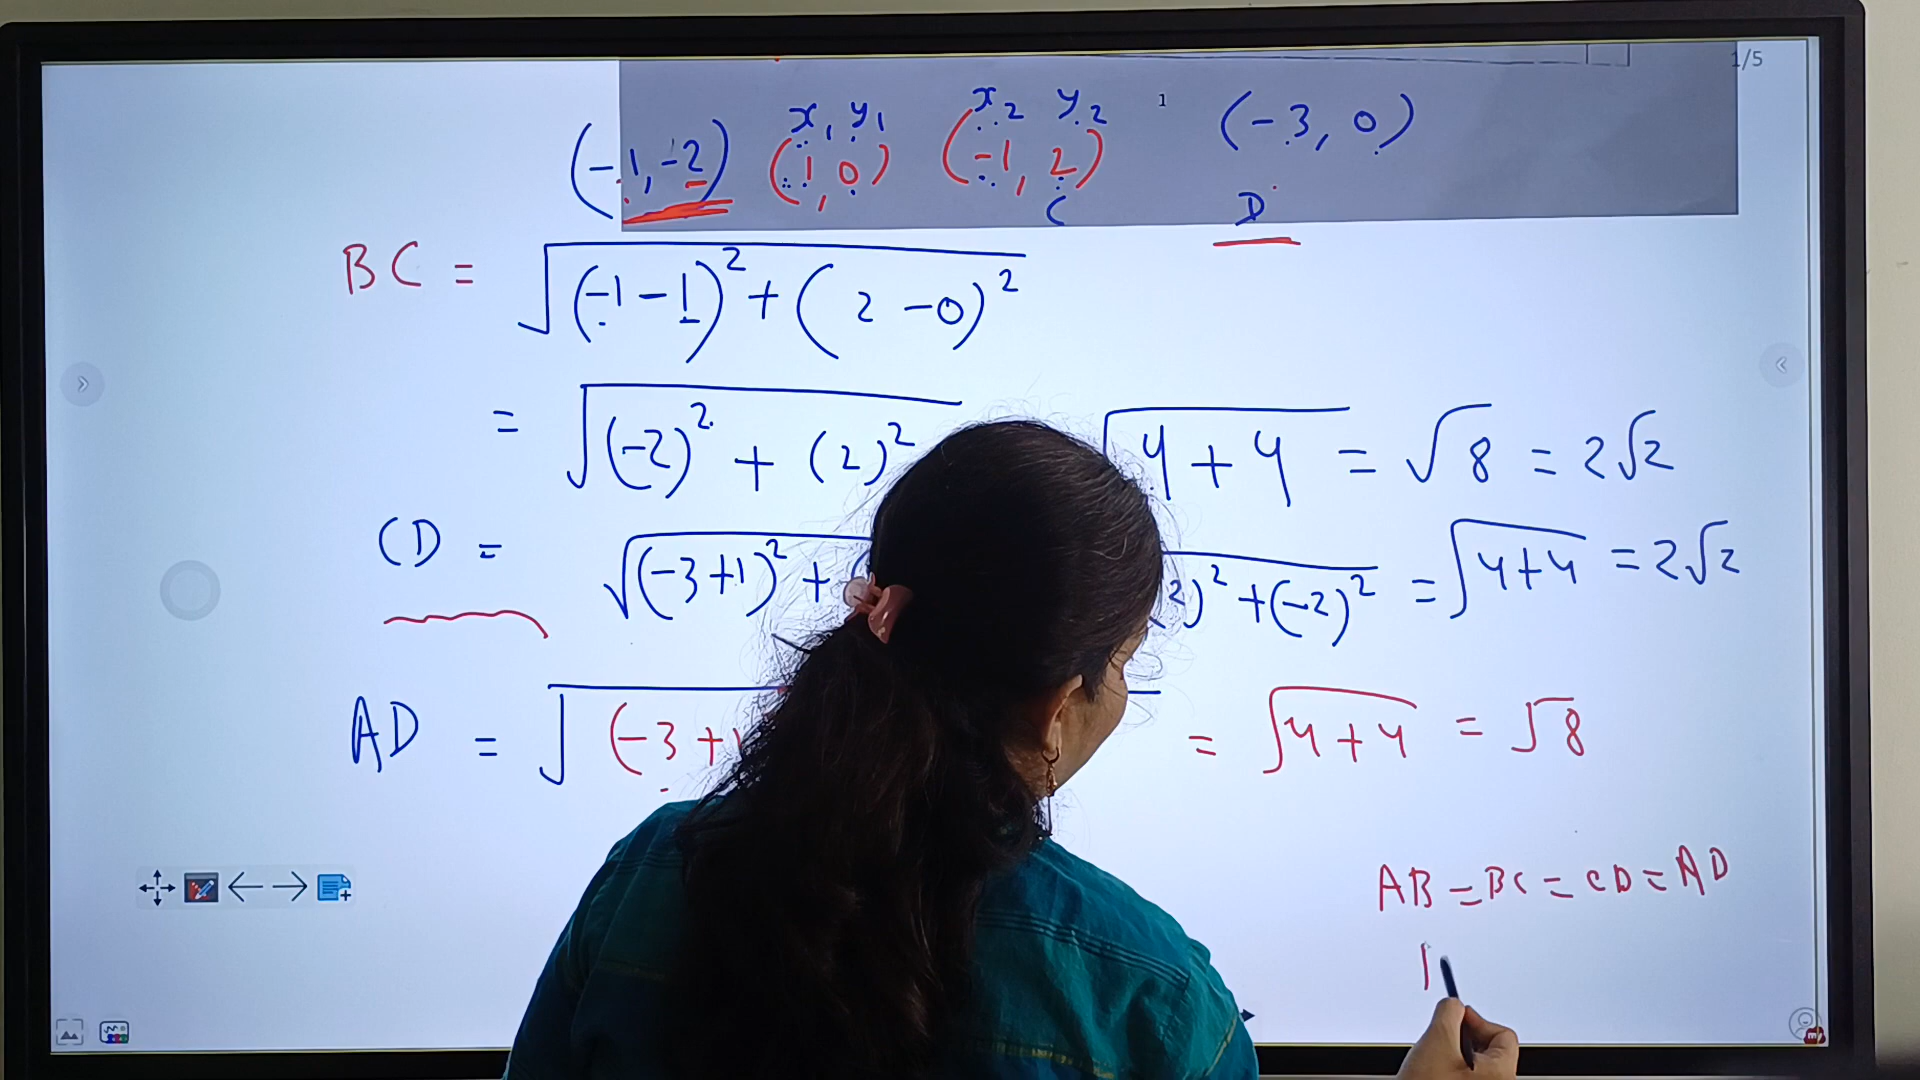 1/5
x₁ y₁ x₂ y₂ 1
(-1,-2) (1,0) (-1,2) (-3,0)
C D
BC = √(-1-1)²+(2-0)²
= √(-2)²+(2)² √4+4 = √8 = 2√2
CD = √(-3+1)²+ 2)²+(-2)² = √4+4 = 2√2
AD = √(-3+1 = √4+4 = √8
AB=BC=CD=AD